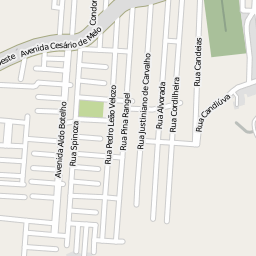 Condor
este
Avenida Cesário de Melo
Rua Candeias
Rua Justiniano de Carvalho
Rua Alvorada
Rua Cordilheira
Rua Candiúva
Rua Pina Rangel
Rua Pedro Leão Velozo
Avenida Aldo Botelho
Rua Spinoza